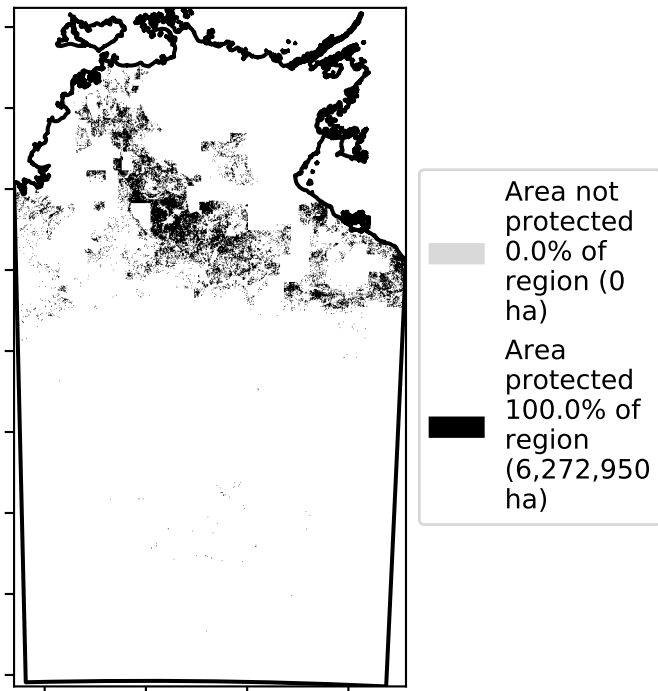 Area not
protected
0.0% of
region (0
ha)
Area
protected
100.0% of
region
(6,272,950
ha)